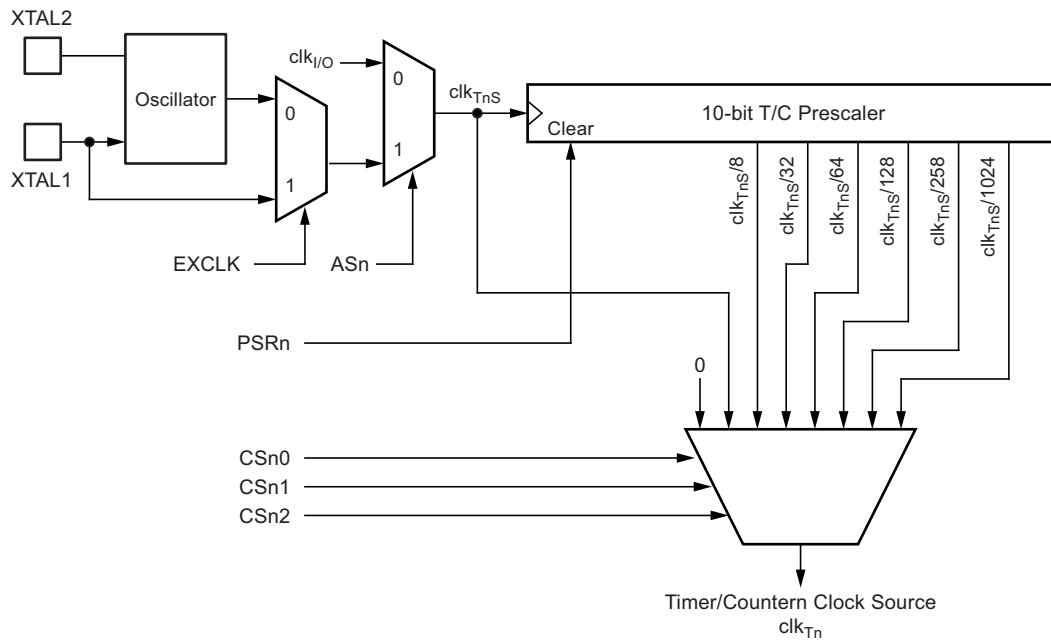 XTAL2
XTAL1
Oscillator
0
1
EXCLK
clkI/O
0
1
ASn
clkTnS
10-bit T/C Prescaler
Clear
clkTnS/8
clkTnS/32
clkTnS/64
clkTnS/128
clkTnS/258
clkTnS/1024
PSRn
0
CSn0
CSn1
CSn2
Timer/Countern Clock Source
clkTn